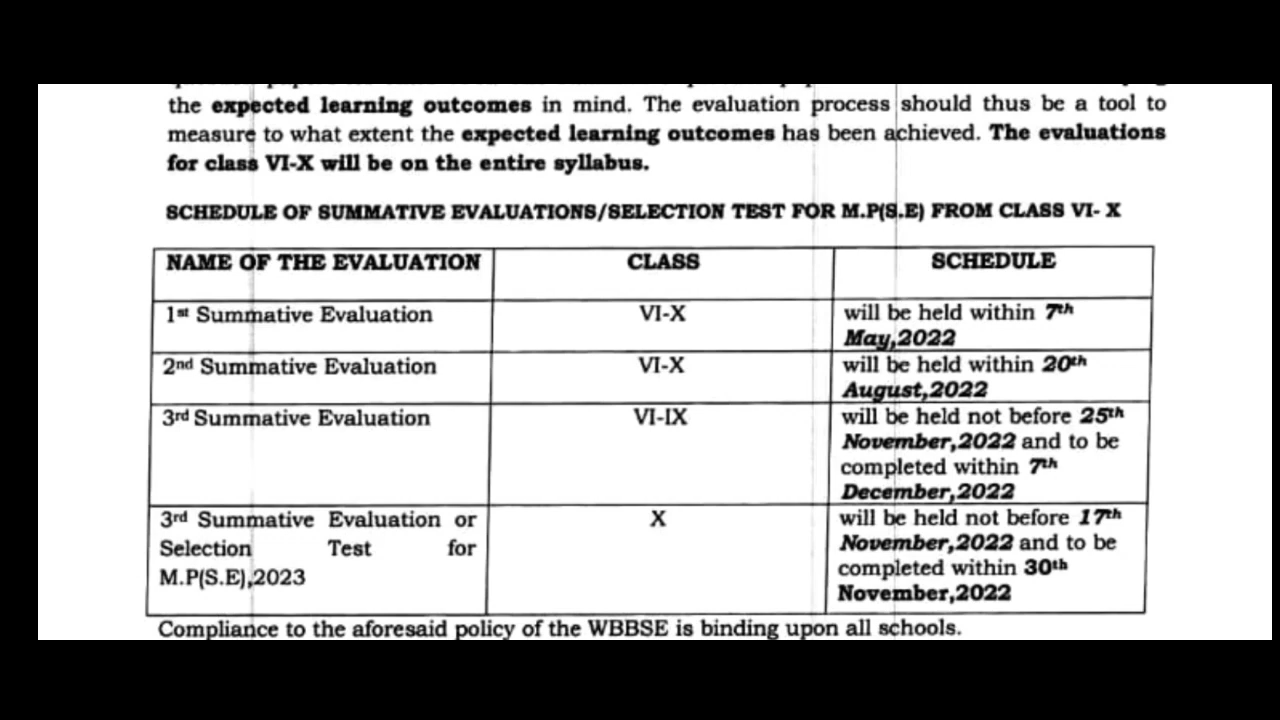 the expected learning outcomes in mind. The evaluation process should thus be a tool to
measure to what extent the expected learning outcomes has been achieved. The evaluations
for class VI-X will be on the entire syllabus.
SCHEDULE OF SUMMATIVE EVALUATIONS/SELECTION TEST FOR M.P(S.E) FROM CLASS VI- X
NAME OF THE EVALUATION CLASS SCHEDULE
1st Summative Evaluation VI-X will be held within 7th
May,2022
2nd Summative Evaluation VI-X will be held within 20th
August,2022
3rd Summative Evaluation VI-IX will be held not before 25th
November,2022 and to be
completed within 7th
December,2022
3rd Summative Evaluation or
Selection Test for
M.P(S.E),2023
X
will be held not before 17th
November,2022 and to be
completed within 30th
November,2022
Compliance to the aforesaid policy of the WBBSE is binding upon all schools.